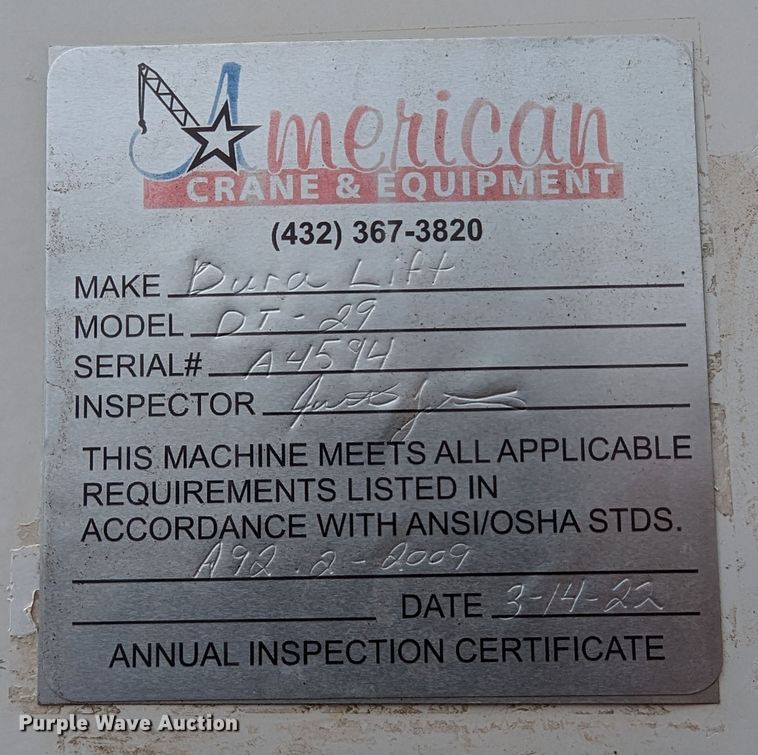 American
CRANE & EQUIPMENT
(432) 367-3820
MAKE Dura Lift
MODEL DT-29
SERIAL# A4594
INSPECTOR
THIS MACHINE MEETS ALL APPLICABLE
REQUIREMENTS LISTED IN
ACCORDANCE WITH ANSI/OSHA STDS.
A92.2-2009
DATE 3-14-22
ANNUAL INSPECTION CERTIFICATE
Purple Wave Auction